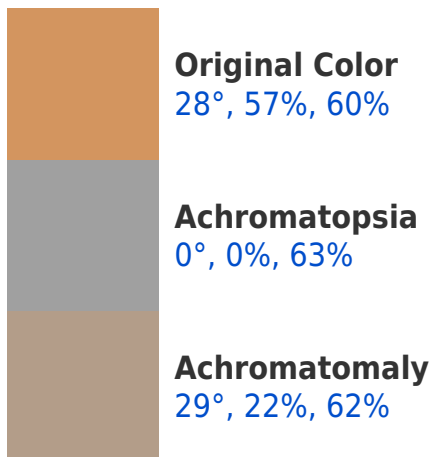 Original Color
28°, 57%, 60%
Achromatopsia
0°, 0%, 63%
Achromatomaly
29°, 22%, 62%